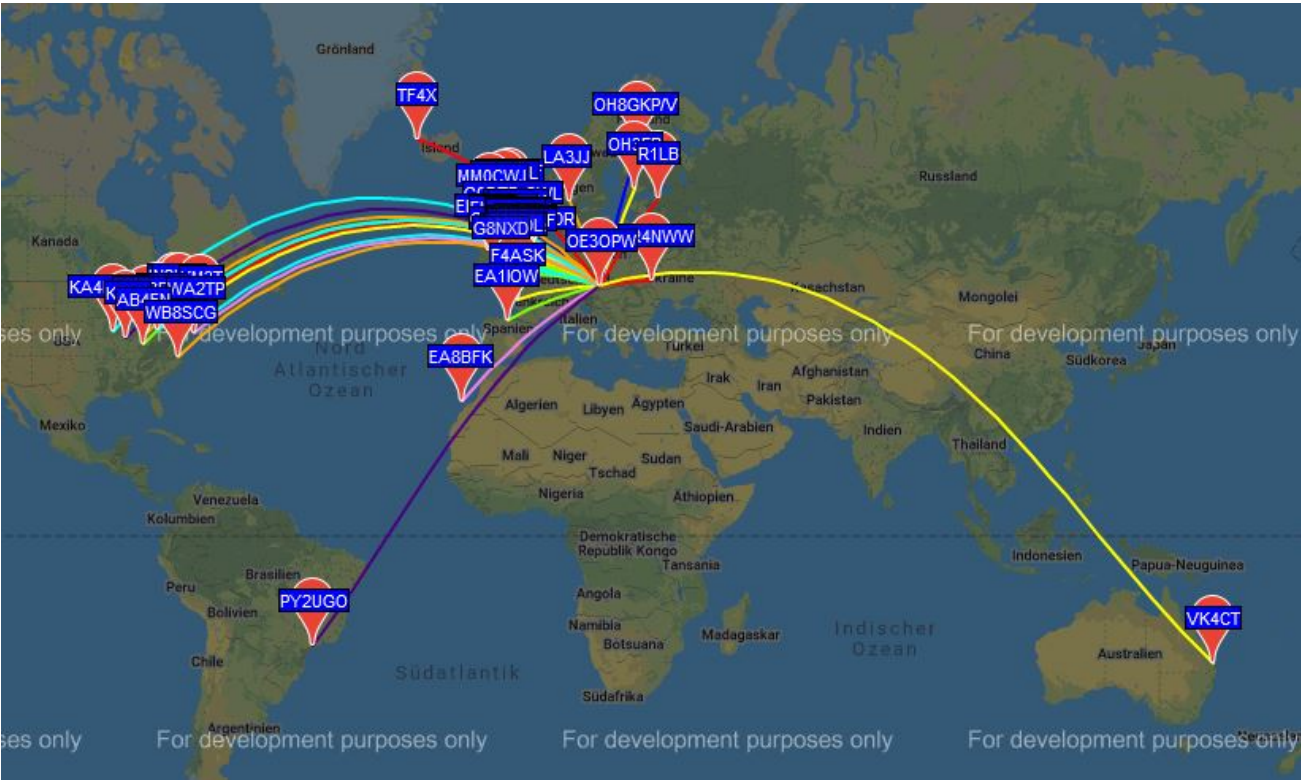 Grönland
TF4X
OH8GKP/V
Island
LA3JJ
R1LB
MM0CWJ
Russland
G8NXD
OE3OPW
Kanada
F4ASK
EA1IOW
WA2TP
WB8SCG
Kasachstan
Mongolei
Spanien
Italien
For development purposes only
For development purposes only
For development purposes only
ses only
USA
Nord
Atlantischer
Ozean
EA8BFK
Türkei
China
Japan
Südkorea
Irak
Iran
Afghanistan
Pakistan
Algerien
Libyen
Ägypten
Saudi-Arabien
Indien
Thailand
Mexiko
Mali
Niger
Sudan
Tschad
Nigeria
Äthiopien
Venezuela
Kolumbien
Demokratische
Republik Kongo
Tansania
Indonesien
Papua-Neuguinea
Brasilien
Peru
Bolivien
PY2UGO
Angola
Namibia
Botsuana
Madagaskar
Indischer
Ozean
VK4CT
Australien
Chile
Südatlantik
Südafrika
Argentinien
ses only
For development purposes only
For development purposes only
For development purposes only